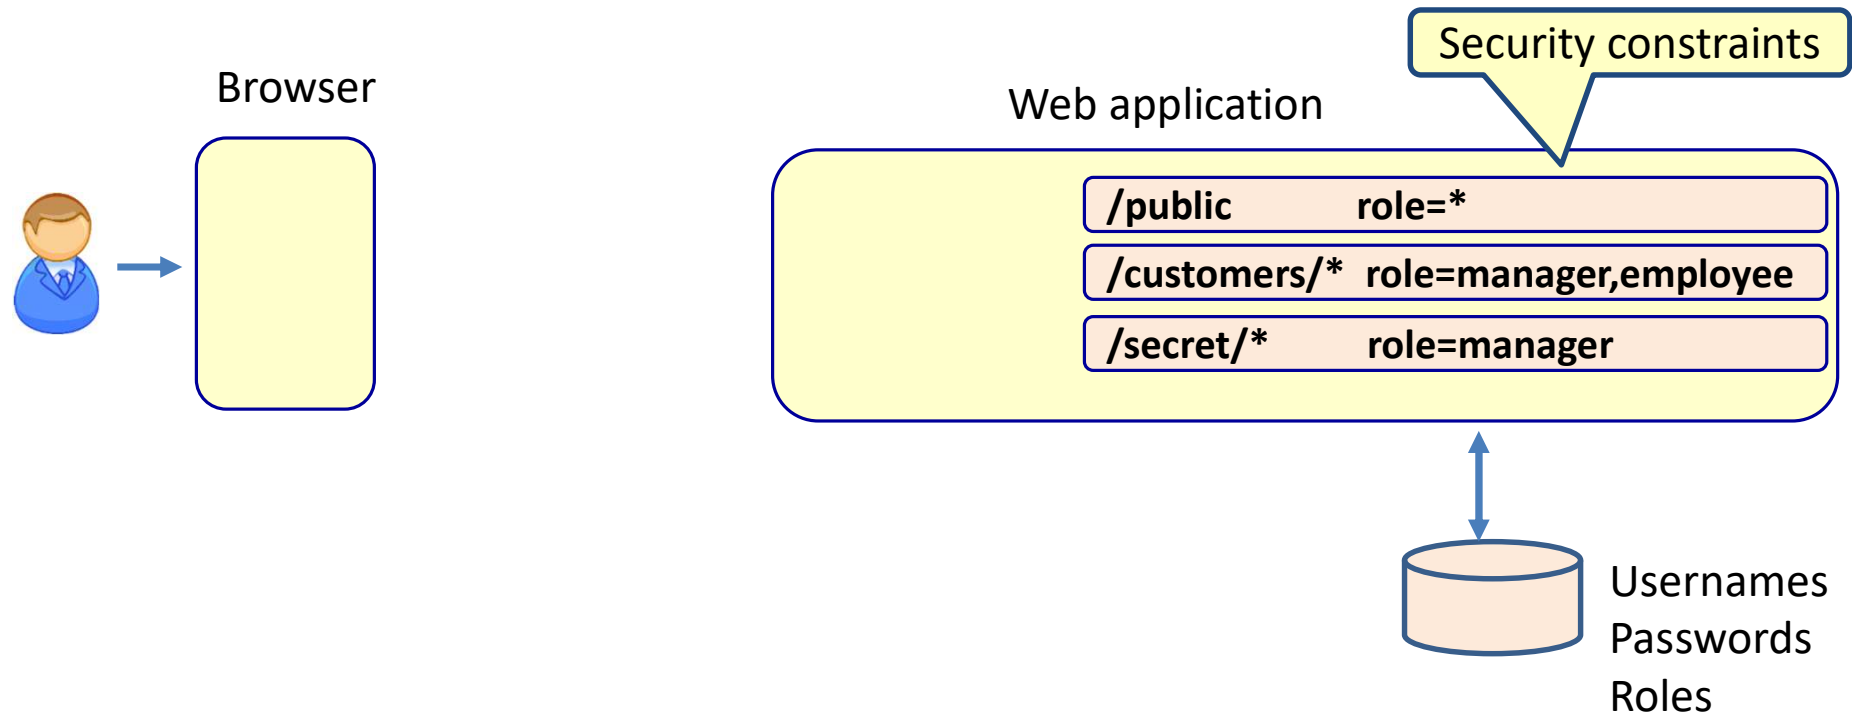 Security constraints
Browser
Web application
/public role=*
/customers/* role=manager,employee
/secret/* role=manager
Usernames
Passwords
Roles